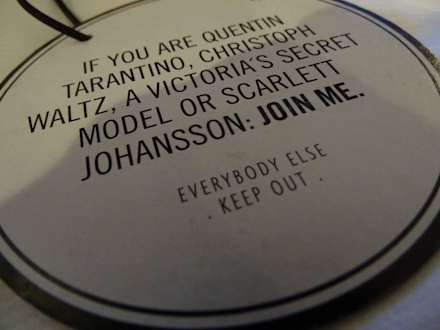 IF YOU ARE QUENTIN
TARANTINO, CHRISTOPH
WALTZ, A VICTORIA'S SECRET
MODEL OR SCARLETT
JOHANSSON: JOIN ME.
EVERYBODY ELSE
. KEEP OUT .